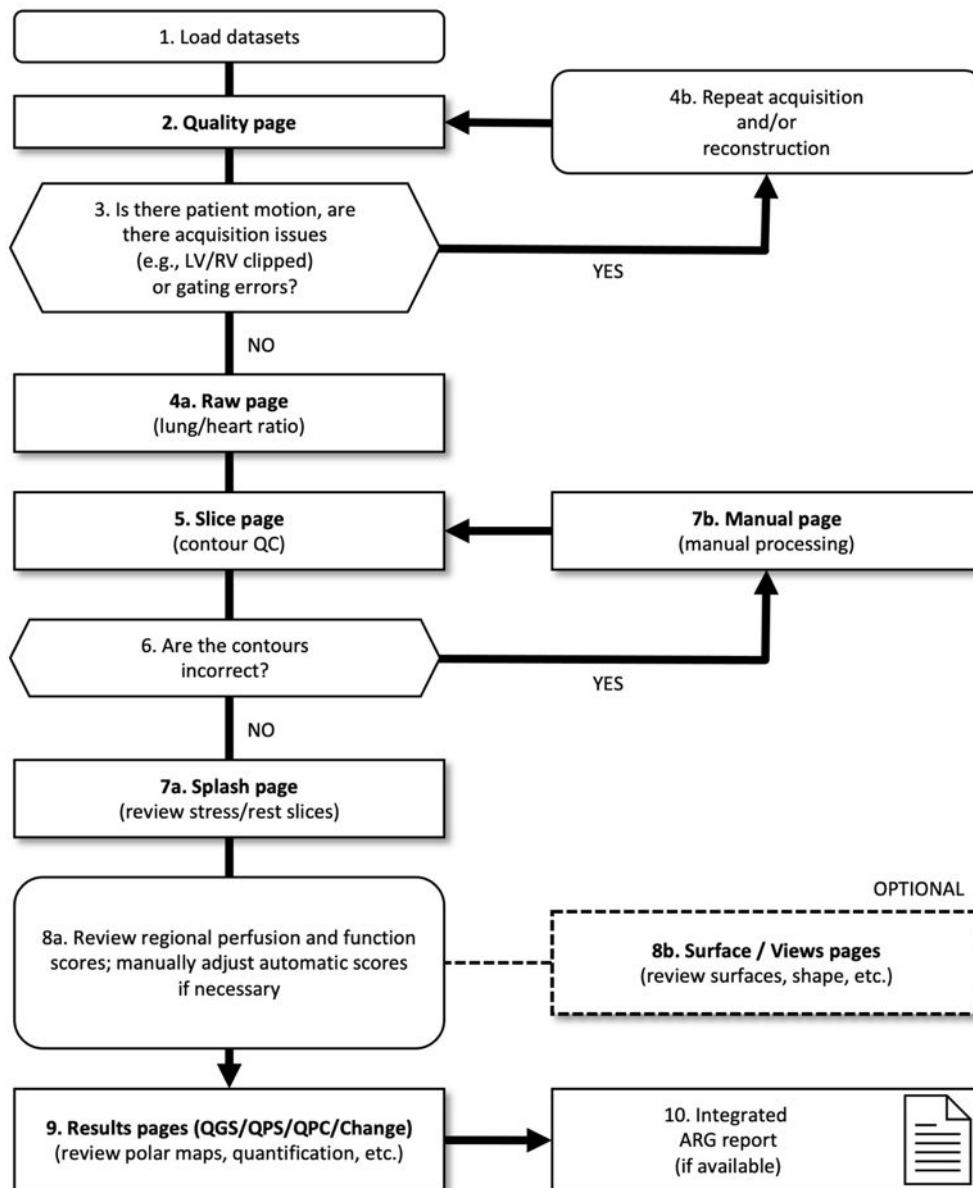 1. Load datasets
2. Quality page
4b. Repeat acquisition
and/or
reconstruction
3. Is there patient motion, are
there acquisition issues
(e.g., LV/RV clipped)
or gating errors?
YES
NO
4a. Raw page
(lung/heart ratio)
5. Slice page
(contour QC)
7b. Manual page
(manual processing)
6. Are the contours
incorrect?
YES
NO
7a. Splash page
(review stress/rest slices)
OPTIONAL
8a. Review regional perfusion and function
scores; manually adjust automatic scores
if necessary
8b. Surface / Views pages
(review surfaces, shape, etc.)
9. Results pages (QGS/QPS/QPC/Change)
(review polar maps, quantification, etc.)
10. Integrated
ARG report
(if available)